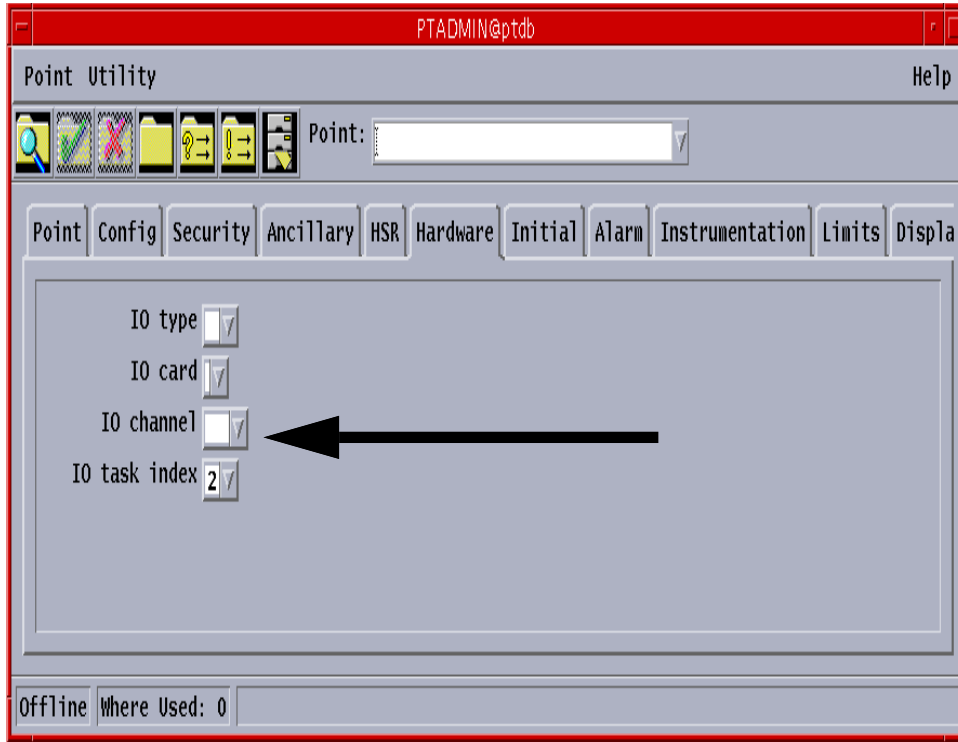 PTADMIN@ptdb
Point Utility Help
Point:
Point Config Security Ancillary HSR Hardware Initial Alarm Instrumentation Limits Displa
IO type
IO card
IO channel
IO task index 2
Offline Where Used: 0